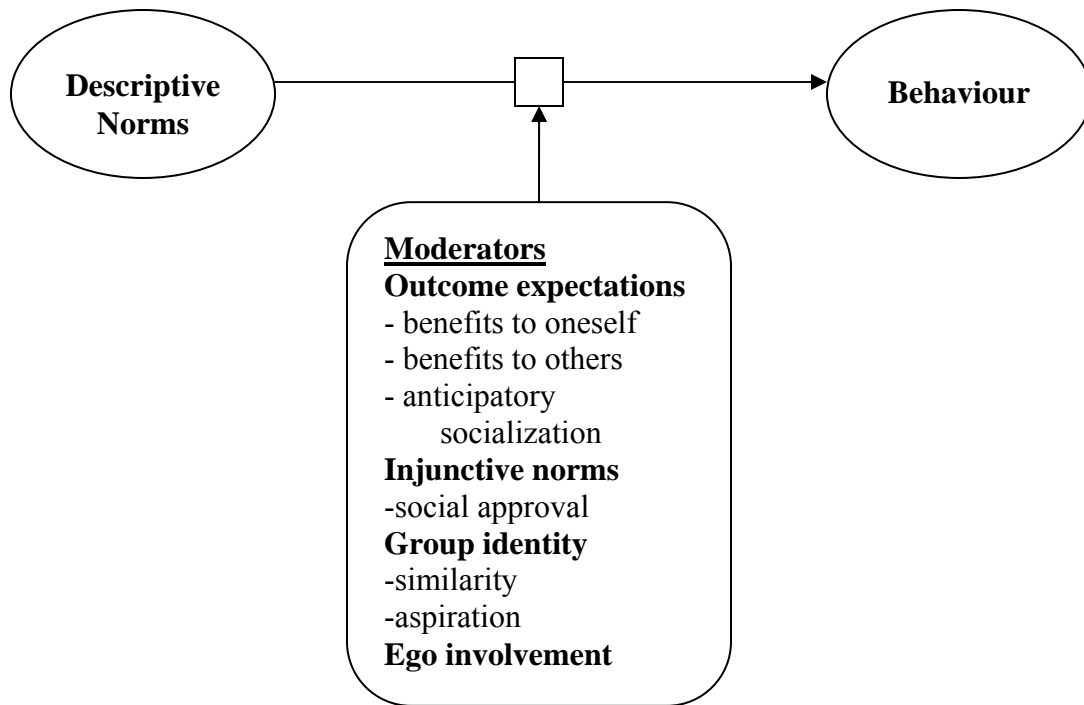 Descriptive
Norms
Behaviour
Moderators
Outcome expectations
- benefits to oneself
- benefits to others
- anticipatory
socialization
Injunctive norms
-social approval
Group identity
-similarity
-aspiration
Ego involvement